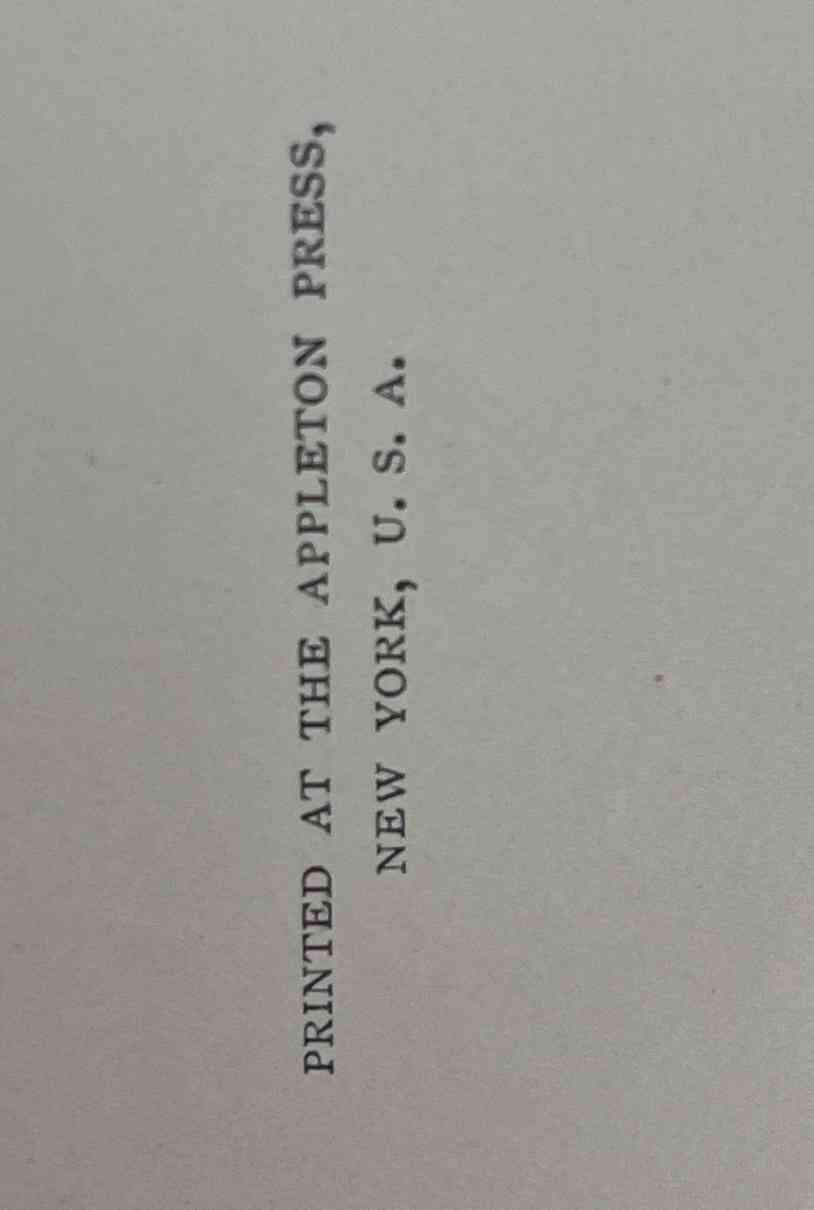 PRINTED AT THE APPLETON PRESS,
NEW YORK, U. S. A.